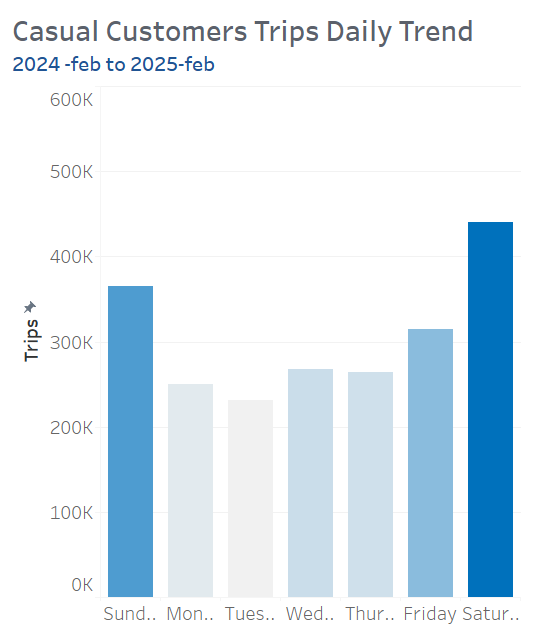 Casual Customers Trips Daily Trend
2024 -feb to 2025-feb
600K
500K
400K
300K
200K
100K
0K
Trips
Sund.. Mon.. Tues.. Wed.. Thur.. Friday Satur..